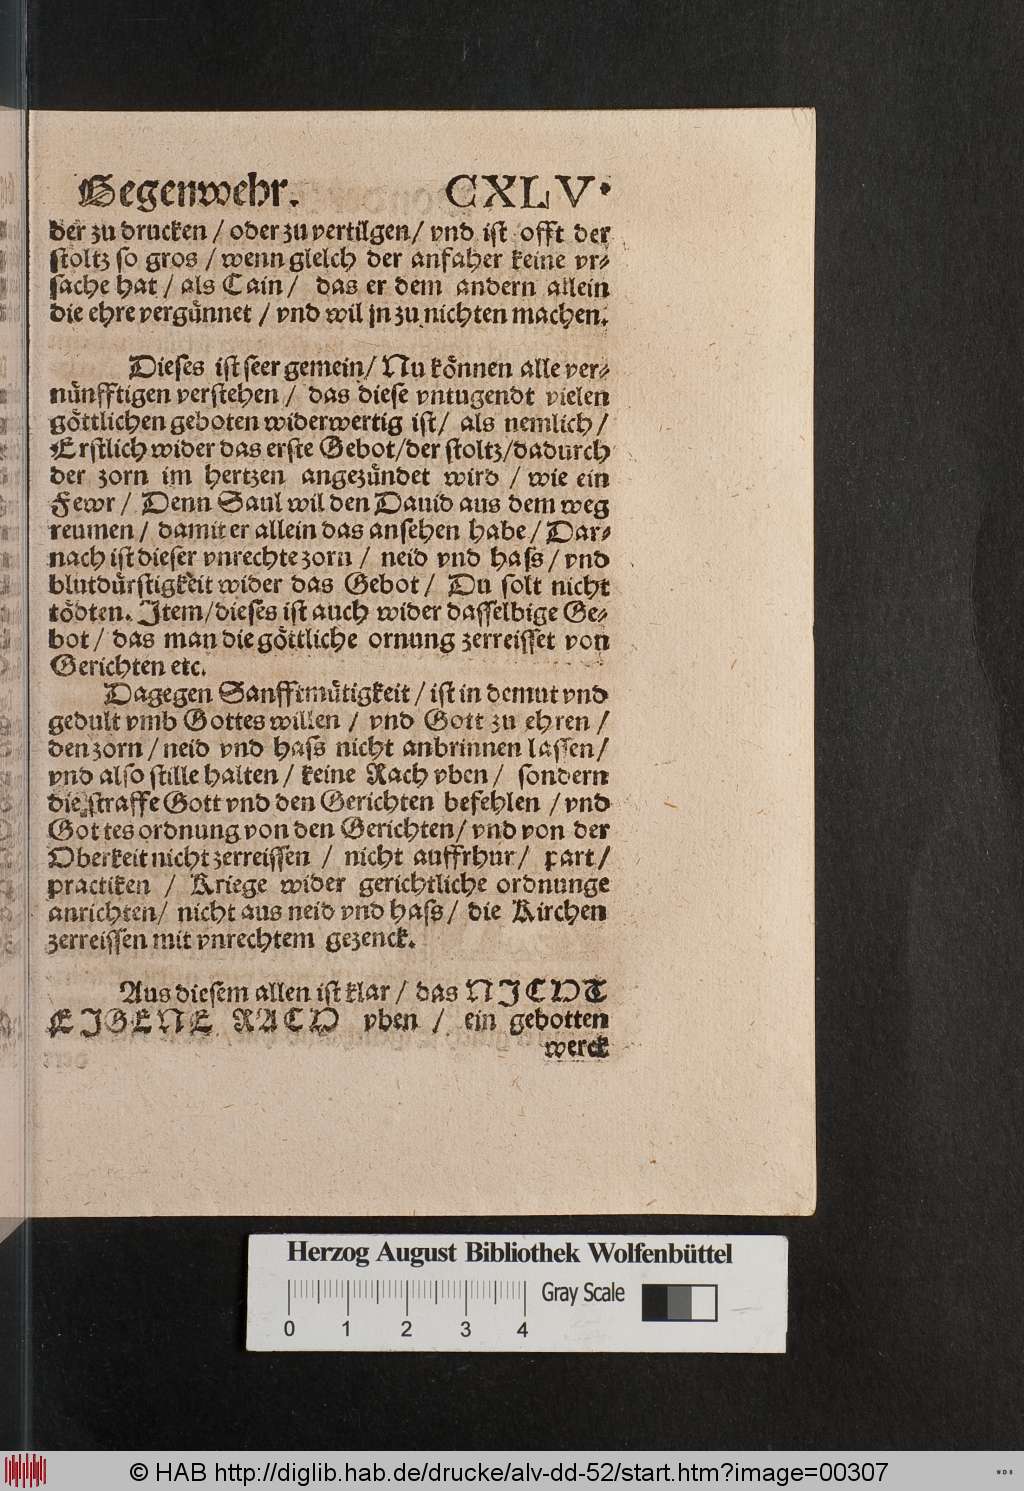 Gegenwehr. CXLV.
der zu drucken / oder zu vertilgen / vnd ist offt der
stoltz so gros / wenn gleich der anfaher keine vr⸗
sache hat / als Cain / das er dem andern allein
die ehre vergünnet / vnd wil jn zu nichten machen.
Dieses ist seer gemein / Nu können alle ver⸗
nünfftigen verstehen / das diese vntugendt vielen
göttlichen geboten widerwertig ist / als nemlich /
Erstlich wider das erste Gebot / der stoltz / dadurch
der zorn im hertzen angezündet wird / wie ein
Fewr / Denn Saul wil den Dauid aus dem weg
reumen / damit er allein das ansehen habe / Dar⸗
nach ist dieser vnrechte zorn / neid vnd hass / vnd
blutdürstigkeit wider das Gebot / Du solt nicht
tödten. Item / dieses ist auch wider dasselbige Ge⸗
bot / das man die göttliche ornung zerreisset von
Gerichten etc.
Dagegen Sanfftmütigkeit / ist in demut vnd
gedult vmb Gottes willen / vnd Gott zu ehren /
den zorn / neid vnd hass nicht anbrinnen lassen /
vnd also stille halten / keine Rach vben / sondern
die straffe Gott vnd den Gerichten befehlen / vnd
Gottes ordnung von den Gerichten / vnd von der
Oberkeit nicht zerreissen / nicht auffrhur / part /
practiken / Kriege wider gerichtliche ordnunge
anrichten / nicht aus neid vnd hass / die Kirchen
zerreissen mit vnrechtem gezenck.
Aus diesem allen ist klar / das NICHT
EIGENE RACH vben / ein gebotten
werck
Herzog August Bibliothek Wolfenbüttel
Gray Scale
0 1 2 3 4
© HAB http://diglib.hab.de/drucke/alv-dd-52/start.htm?image=00307